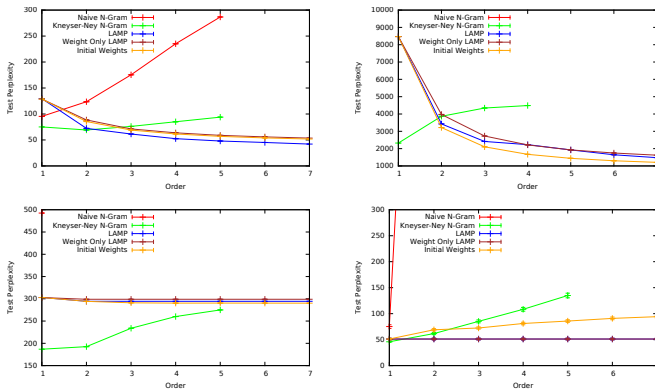 Naive N-Gram
Kneyser-Ney N-Gram
LAMP
Weight Only LAMP
Initial Weights
Test Perplexity
300
250
200
150
100
50
0
1 2 3 4 5 6 7
Order
Naive N-Gram
Kneyser-Ney N-Gram
LAMP
Weight Only LAMP
Initial Weights
Test Perplexity
10000
9000
8000
7000
6000
5000
4000
3000
2000
1000
1 2 3 4 5 6
Order
Naive N-Gram
Kneyser-Ney N-Gram
LAMP
Weight Only LAMP
Initial Weights
Test Perplexity
500
450
400
350
300
250
200
150
1 2 3 4 5 6 7
Order
Naive N-Gram
Kneyser-Ney N-Gram
LAMP
Weight Only LAMP
Initial Weights
Test Perplexity
300
250
200
150
100
50
0
1 2 3 4 5 6
Order